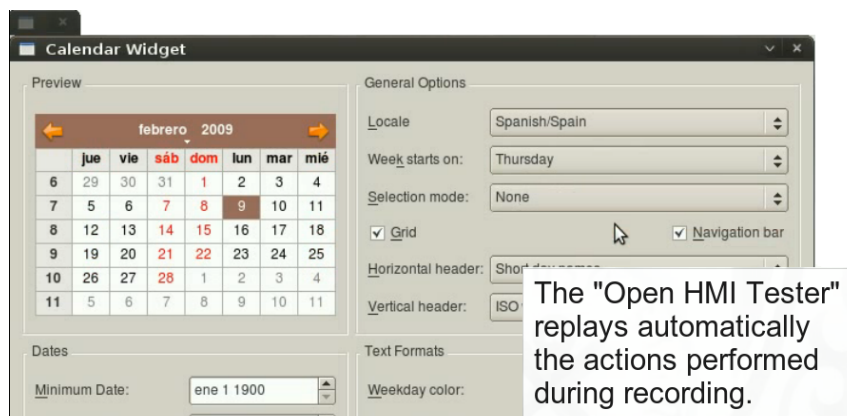 Calendar Widget
Preview
febrero 2009
jue vie sáb dom lun mar mié
6 29 30 31 1 2 3 4
7 5 6 7 8 9 10 11
8 12 13 14 15 16 17 18
9 19 20 21 22 23 24 25
10 26 27 28 1 2 3 4
11 5 6 7 8 9 10 11
General Options
Locale Spanish/Spain
Week starts on: Thursday
Selection mode: None
Grid Navigation bar
Horizontal header: Short day names
Vertical header: ISO
Dates
Minimum Date: ene 1 1900
Text Formats
Weekday color:
The "Open HMI Tester"
replays automatically
the actions performed
during recording.